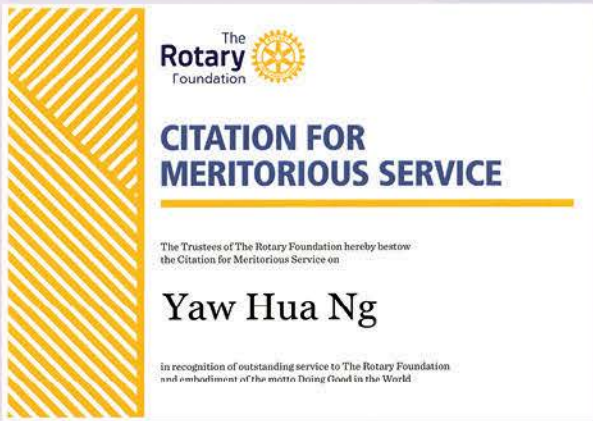 The
Rotary
Foundation
CITATION FOR
MERITORIOUS SERVICE
The Trustees of The Rotary Foundation hereby bestow
the Citation for Meritorious Service on
Yaw Hua Ng
in recognition of outstanding service to The Rotary Foundation
and embodiment of the motto Doing Good in the World